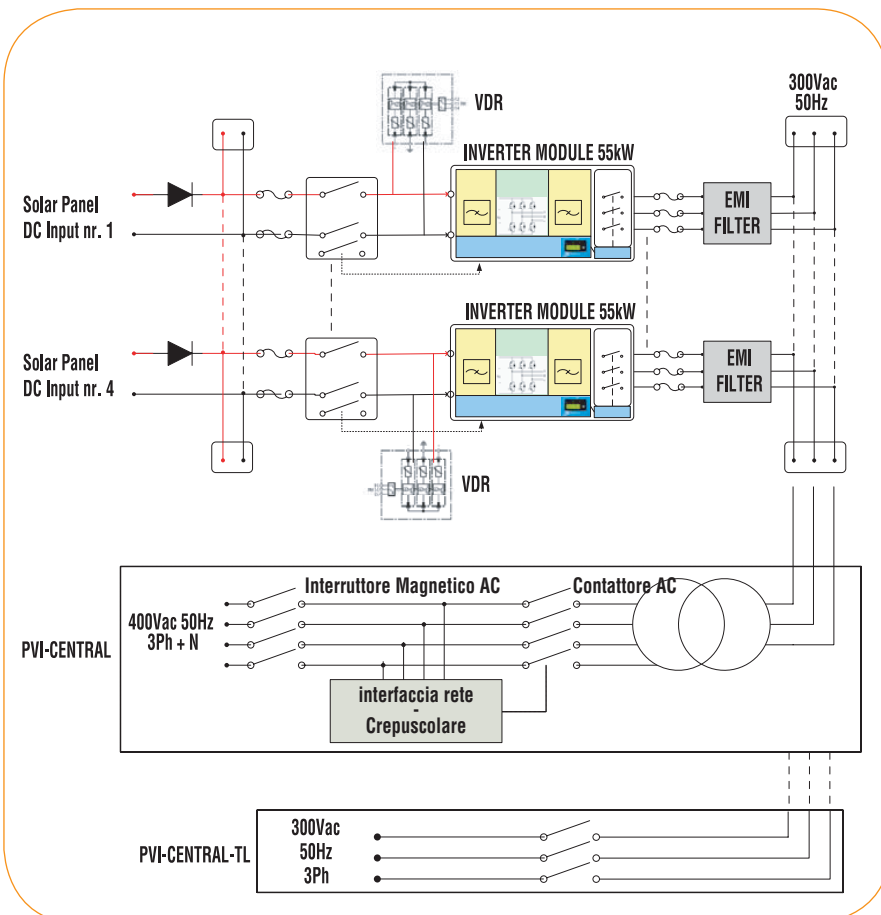 VDR
300Vac
50Hz
INVERTER MODULE 55kW
Solar Panel
DC Input nr. 1
EMI
FILTER
INVERTER MODULE 55kW
Solar Panel
DC Input nr. 4
EMI
FILTER
VDR
PVI-CENTRAL
400Vac 50Hz
3Ph + N
Interruttore Magnetico AC
Contattore AC
interfaccia rete
-
Crepuscolare
PVI-CENTRAL-TL
300Vac
50Hz
3Ph